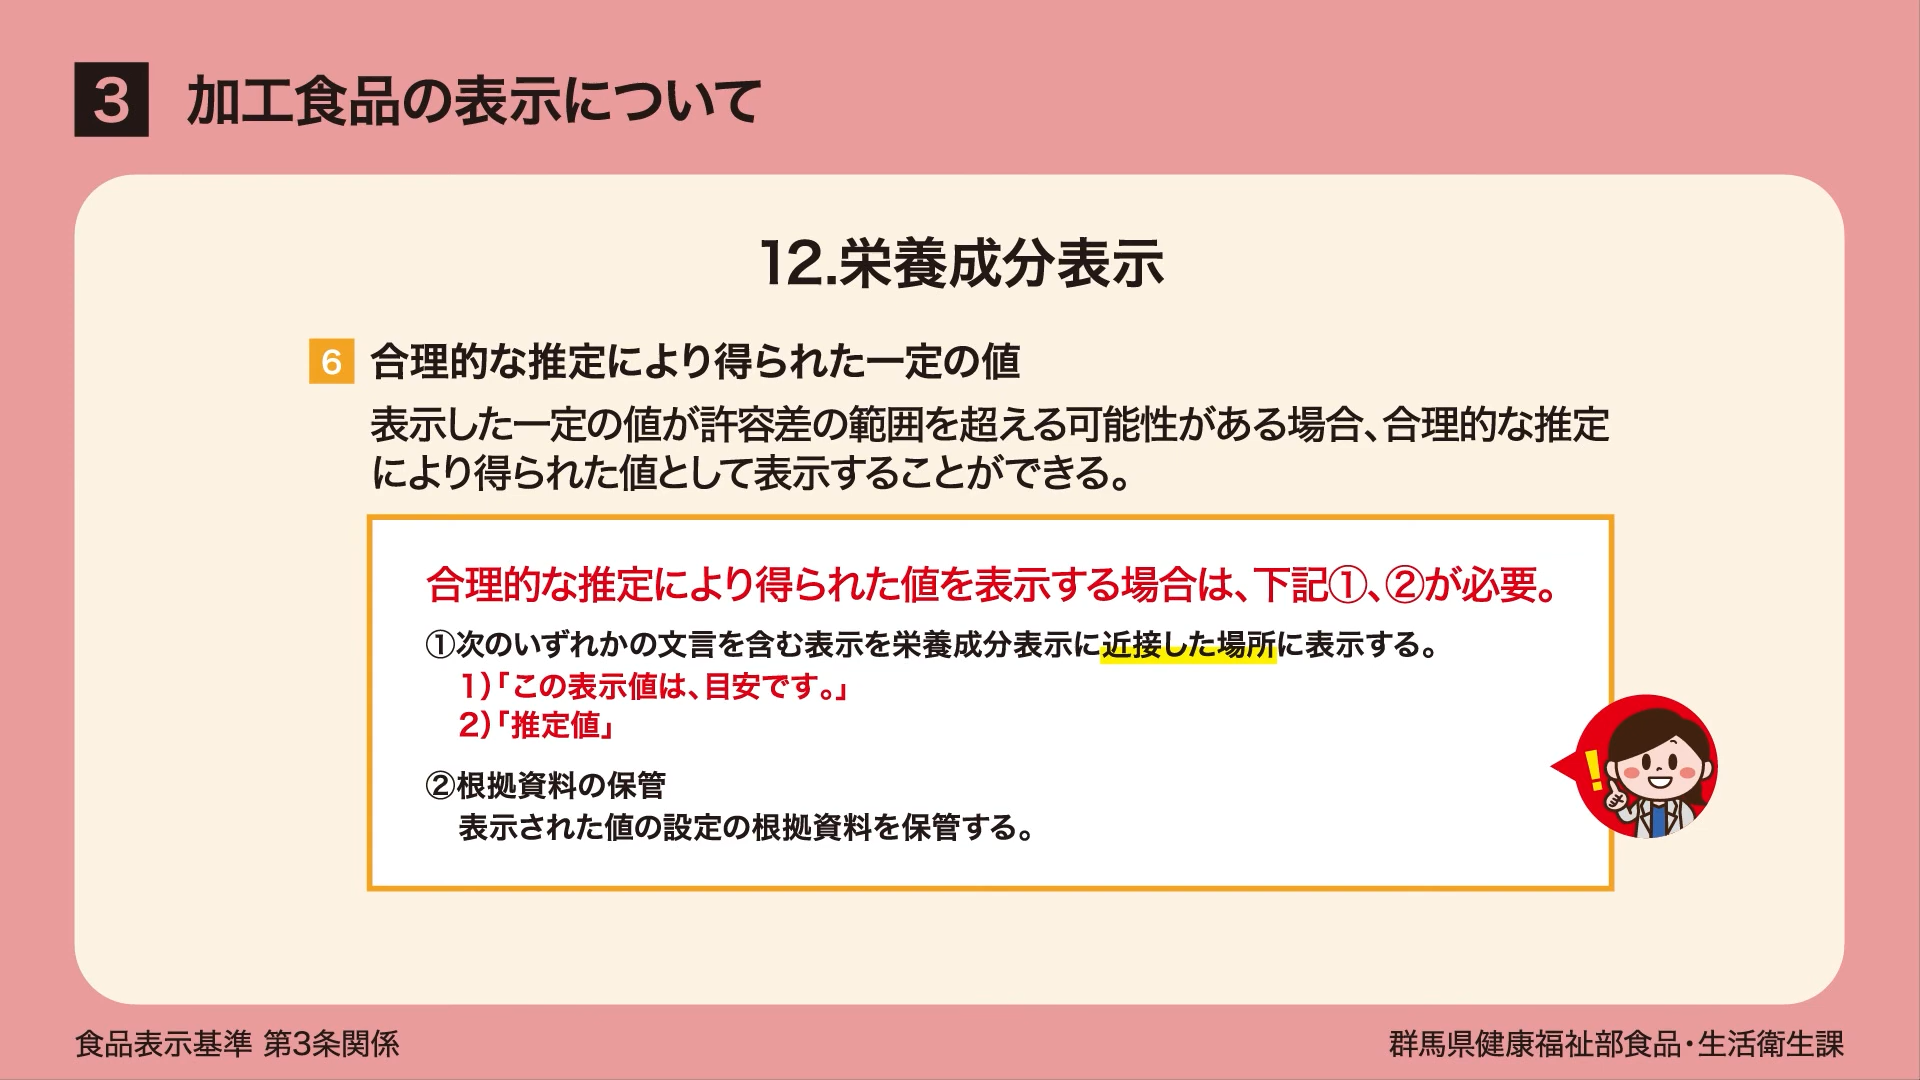 3 加工食品の表示について
12.栄養成分表示
6 合理的な推定により得られた一定の値
表示した一定の値が許容差の範囲を超える可能性がある場合、合理的な推定
により得られた値として表示することができる。
合理的な推定により得られた値を表示する場合は、下記①、②が必要。
①次のいずれかの文言を含む表示を栄養成分表示に近接した場所に表示する。
1)「この表示値は、目安です。」
2)「推定値」
②根拠資料の保管
表示された値の設定の根拠資料を保管する。
!
食品表示基準 第3条関係
群馬県健康福祉部食品・生活衛生課